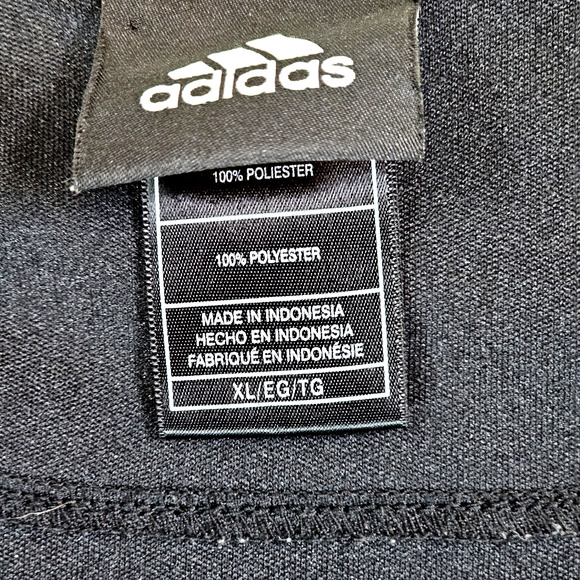 adidas
100% POLIESTER
100% POLYESTER
MADE IN INDONESIA
HECHO EN INDONESIA
FABRIQUÉ EN INDONÉSIE
XL/EG/TG